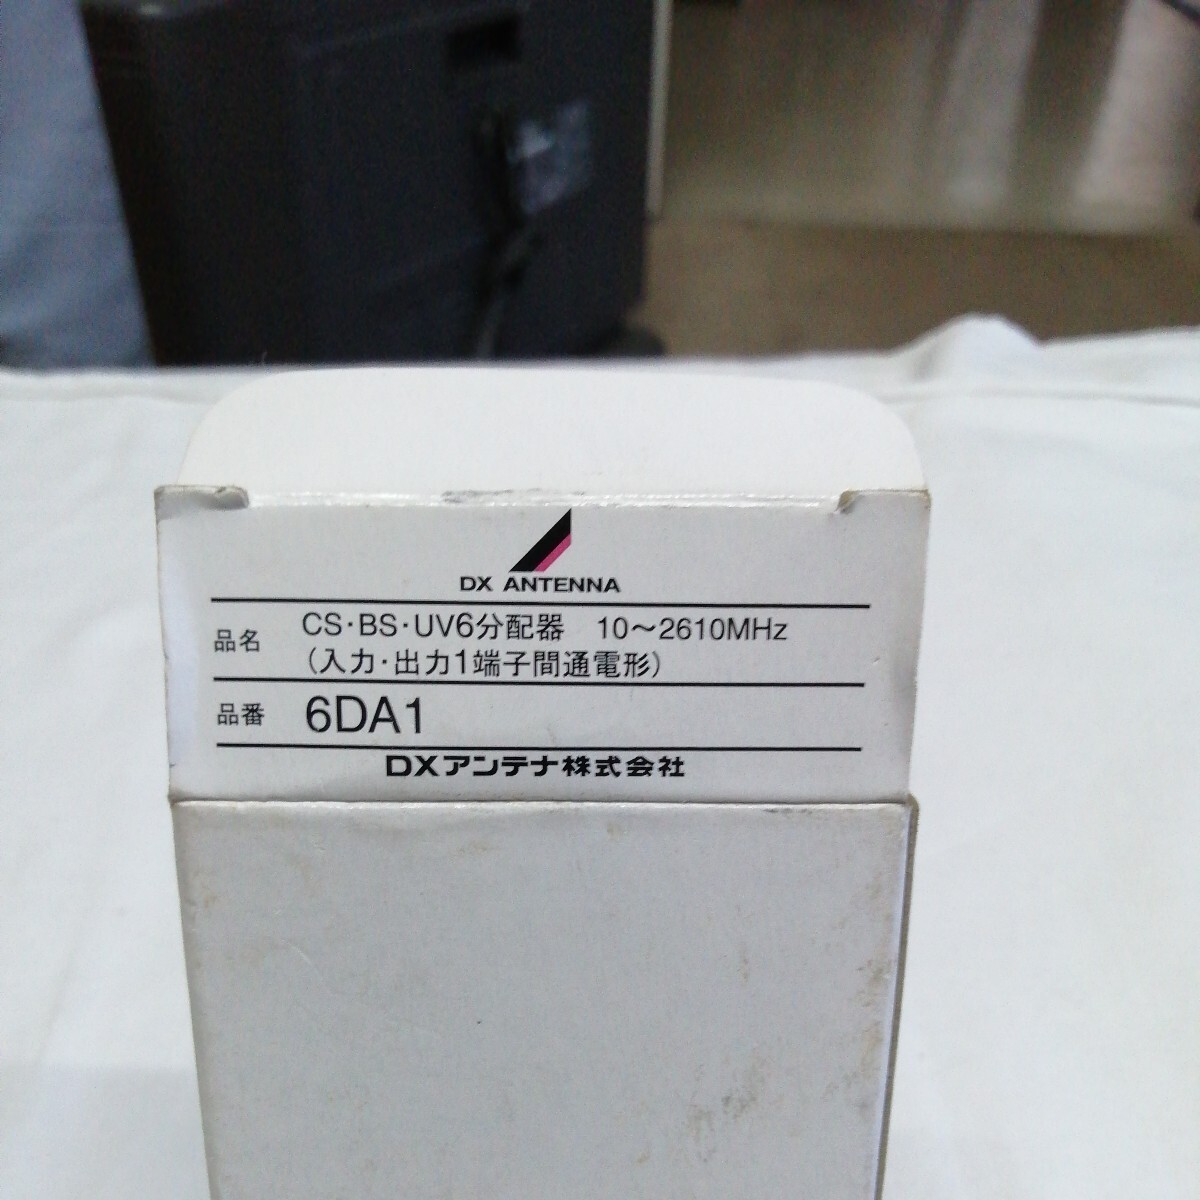 DX ANTENNA
品名 CS・BS・UV6分配器 10～2610MHz
（入力・出力1端子間通電形）
品番 6DA1
DXアンテナ株式会社